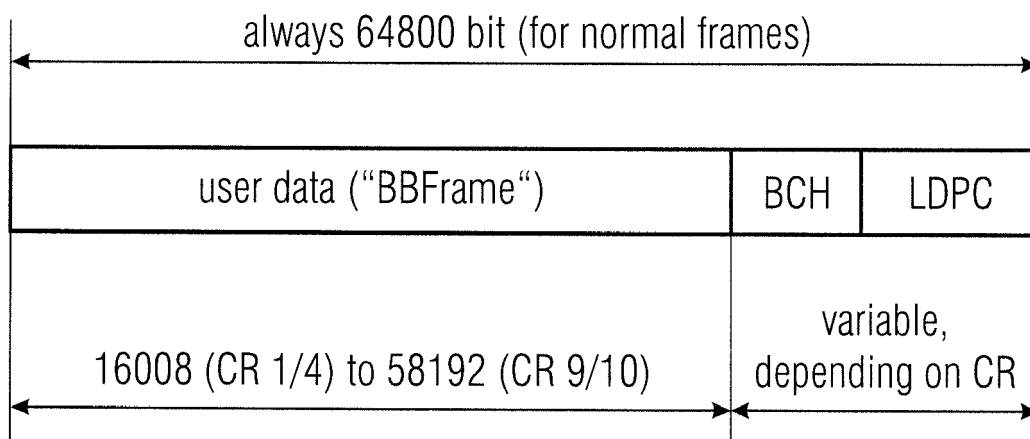 always 64800 bit (for normal frames)
user data (“BBFrame“)
BCH
LDPC
16008 (CR 1/4) to 58192 (CR 9/10)
variable,
depending on CR